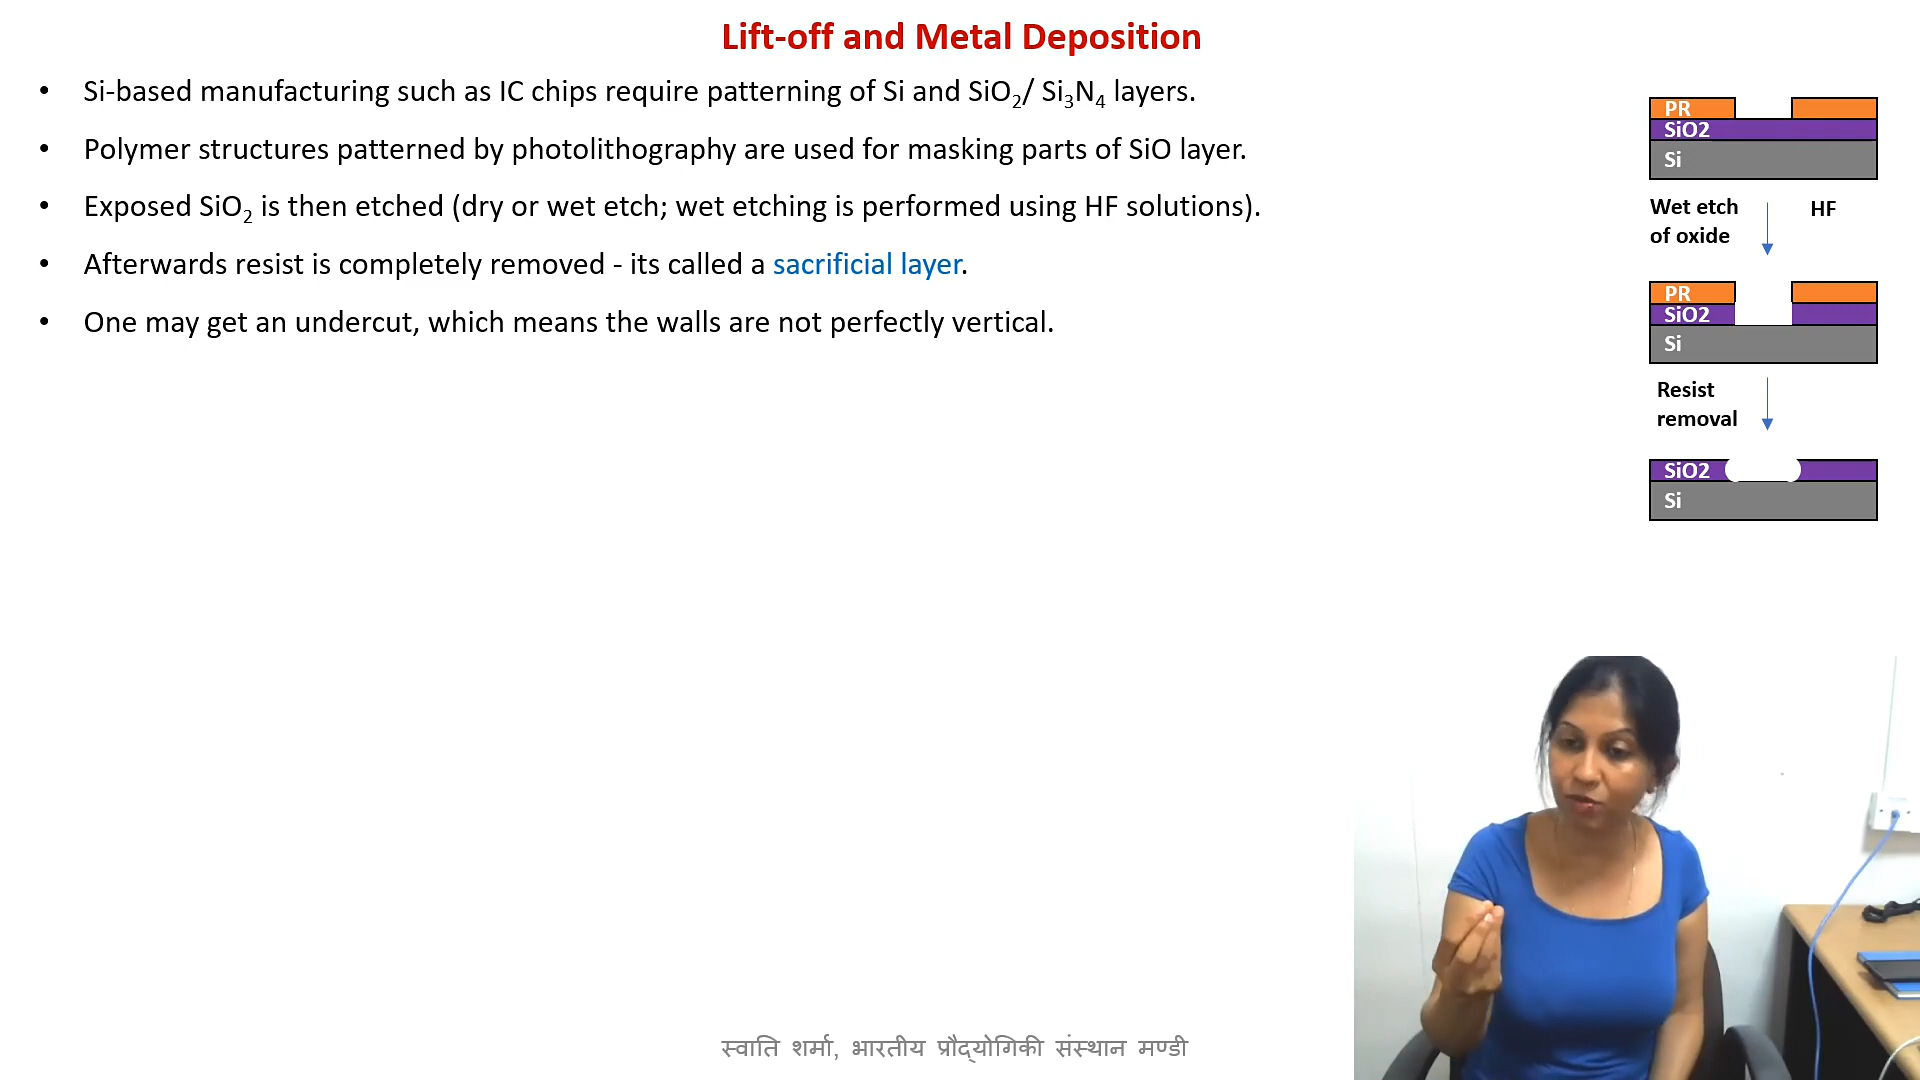 Lift-off and Metal Deposition
• Si-based manufacturing such as IC chips require patterning of Si and SiO₂/ Si₃N₄ layers.
• Polymer structures patterned by photolithography are used for masking parts of SiO layer.
• Exposed SiO₂ is then etched (dry or wet etch; wet etching is performed using HF solutions).
• Afterwards resist is completely removed - its called a sacrificial layer.
• One may get an undercut, which means the walls are not perfectly vertical.
PR
SiO2
Si
Wet etch
of oxide
HF
PR
SiO2
Si
Resist
removal
SiO2
Si
स्वाति शर्मा, भारतीय प्रौद्योगिकी संस्थान मण्डी